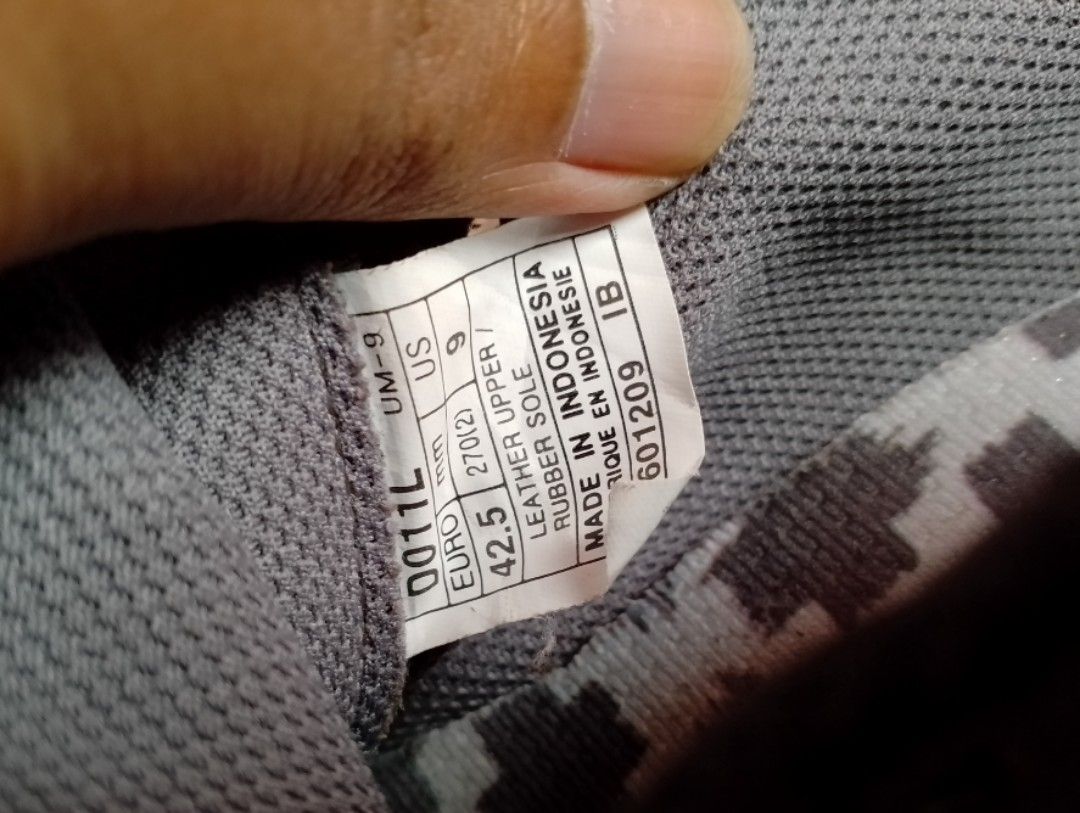 0011L UM-9
EURO mm US
42.5 270(2) 9
LEATHER UPPER /
RUBBER SOLE
MADE IN INDONESIA
RIQUE EN INDONESIE
601209 IB